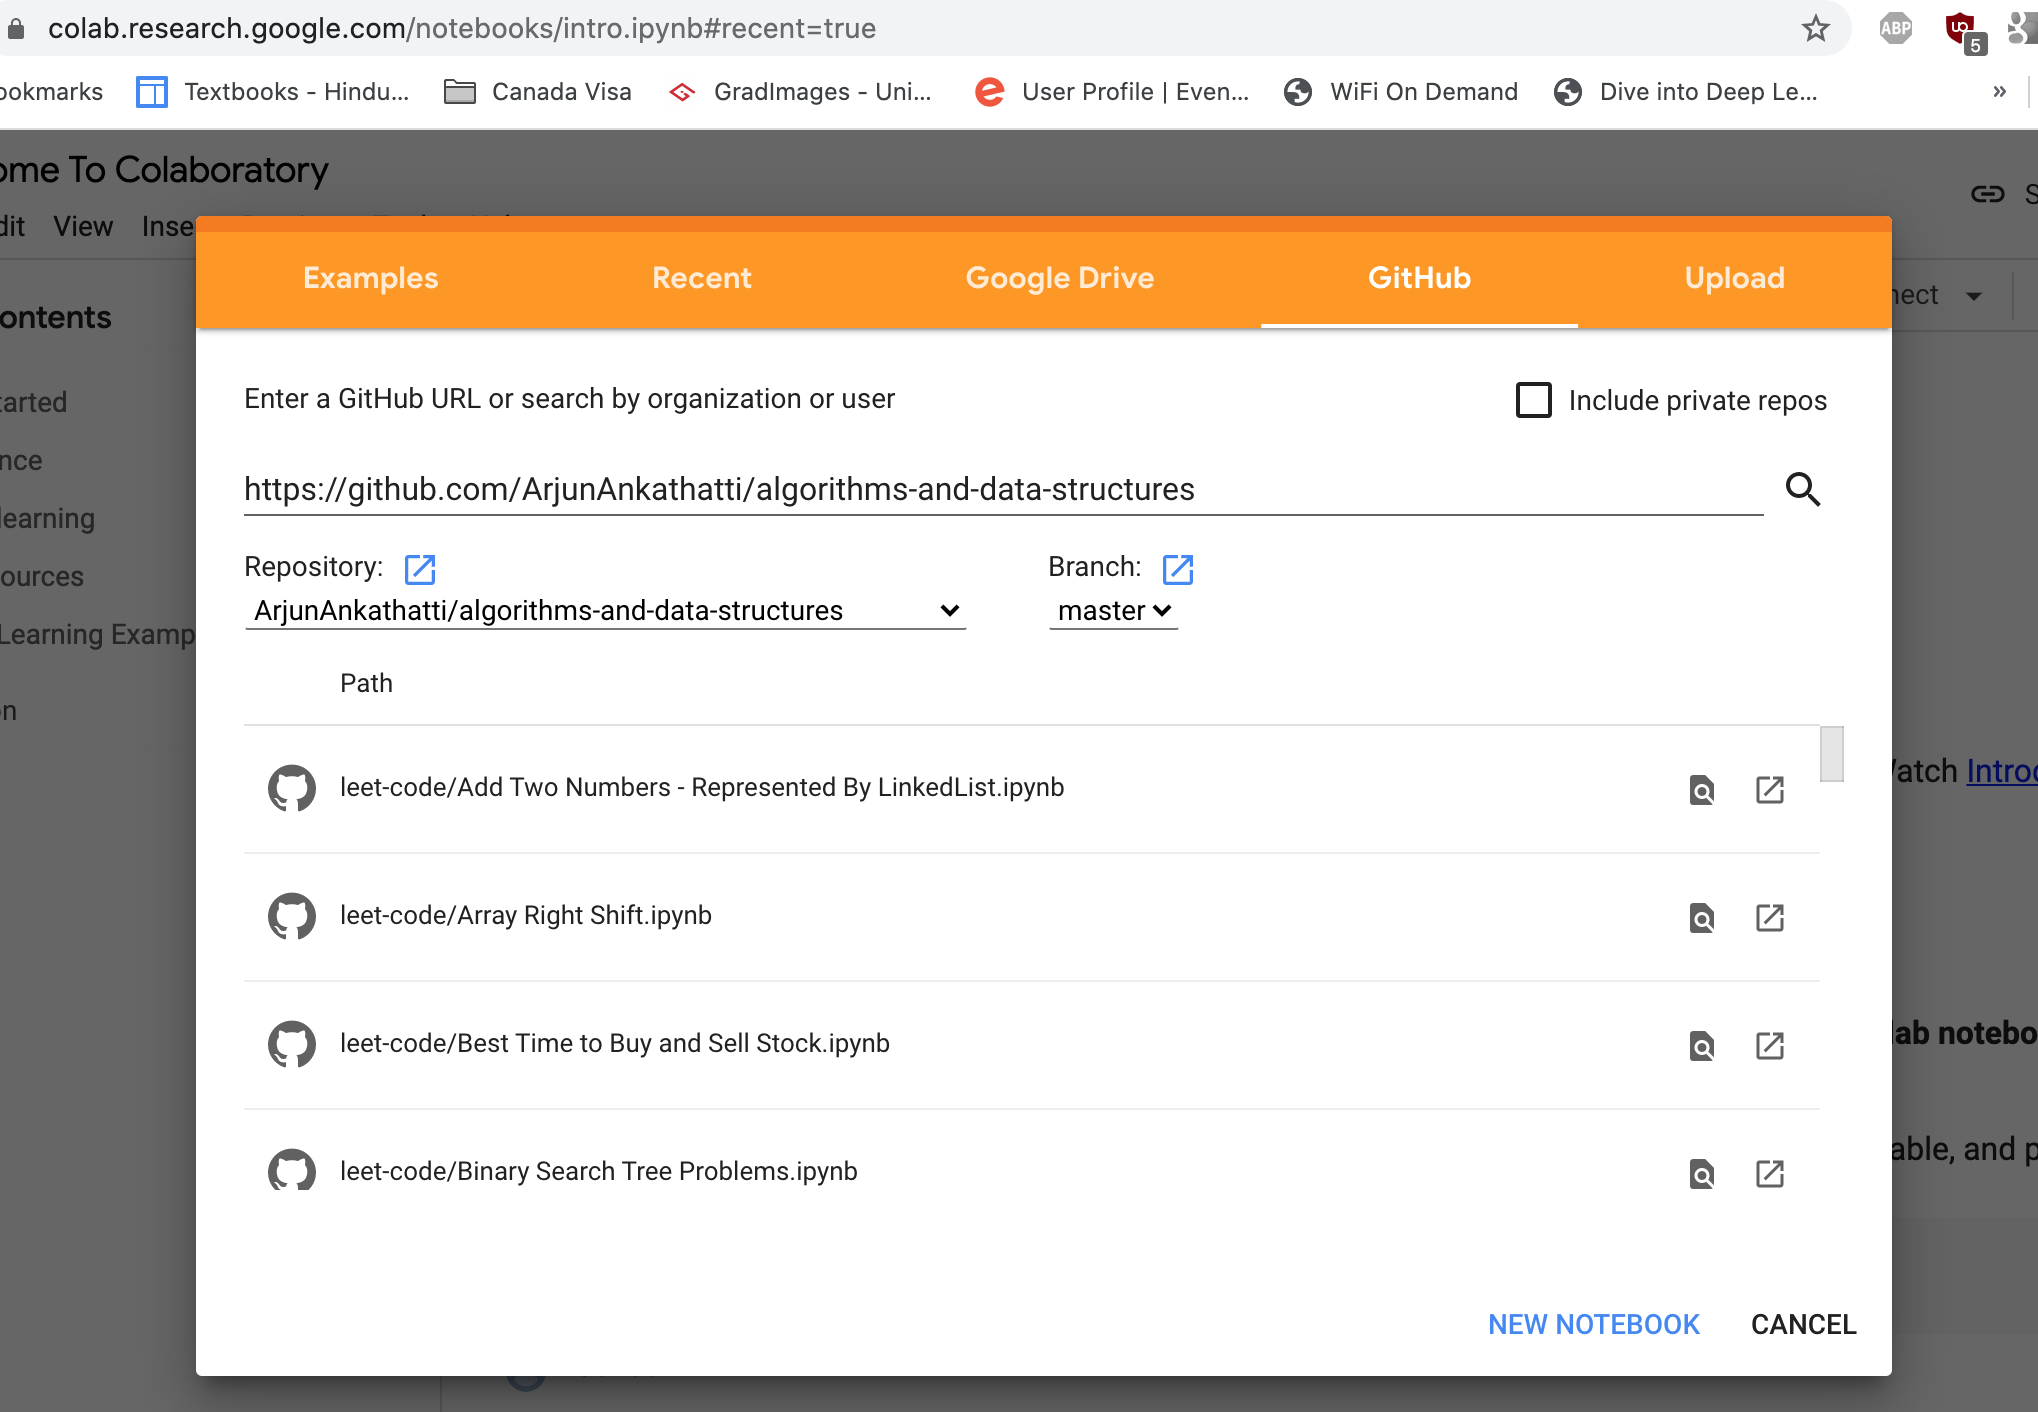 colab.research.google.com/notebooks/intro.ipynb#recent=true
ABP
5
ookmarks Textbooks - Hindu... Canada Visa GradImages - Uni... User Profile | Even... WiFi On Demand Dive into Deep Le... »
ome To Colaboratory
dit View Inse
Examples Recent Google Drive GitHub Upload
nect
ontents
Enter a GitHub URL or search by organization or user Include private repos
tarted
nce
https://github.com/ArjunAnkathatti/algorithms-and-data-structures
learning
Repository: Branch:
ources
ArjunAnkathatti/algorithms-and-data-structures master
Learning Examp
Path
on
Vatch Introd
leet-code/Add Two Numbers - Represented By LinkedList.ipynb
leet-code/Array Right Shift.ipynb
lab notebo
leet-code/Best Time to Buy and Sell Stock.ipynb
able, and p
leet-code/Binary Search Tree Problems.ipynb
NEW NOTEBOOK CANCEL